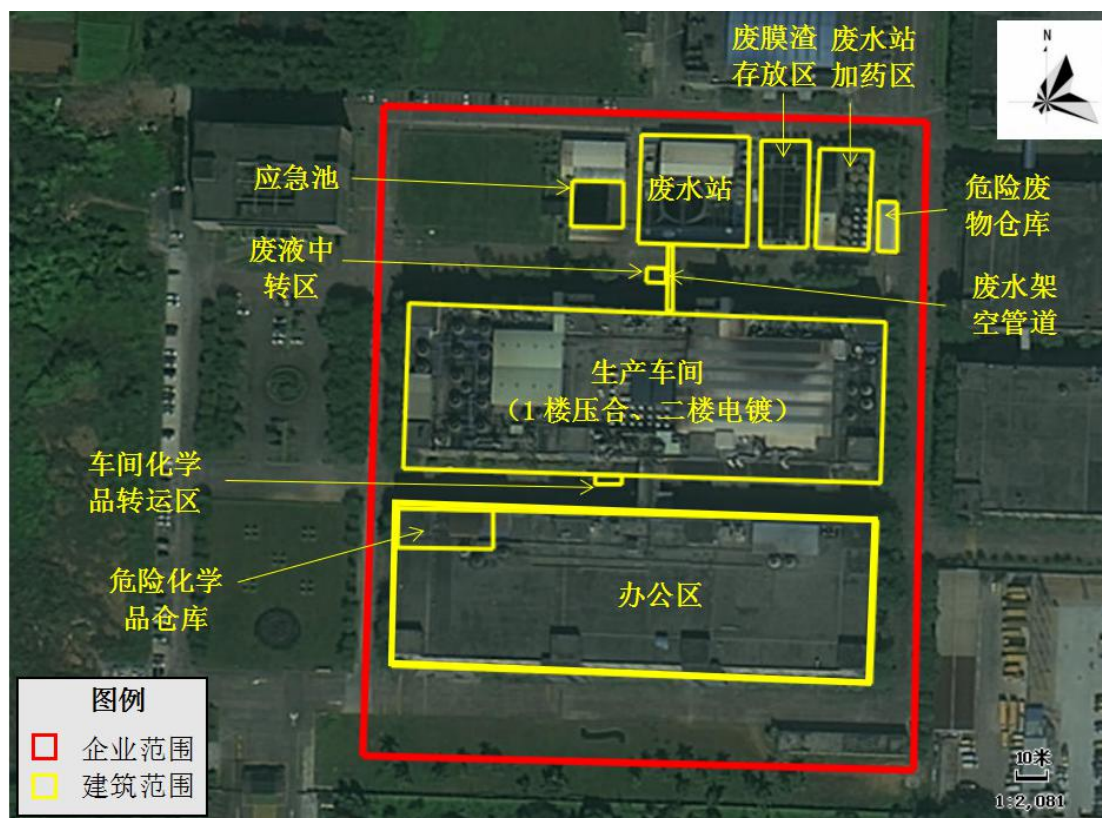 废膜渣
存放区
废水站
加药区
N
应急池
废水站
危险废
物仓库
废液中
转区
废水架
空管道
生产车间
（1楼压合、二楼电镀）
车间化学
品转运区
危险化学
品仓库
办公区
图例
企业范围
建筑范围
10米
1:2,081